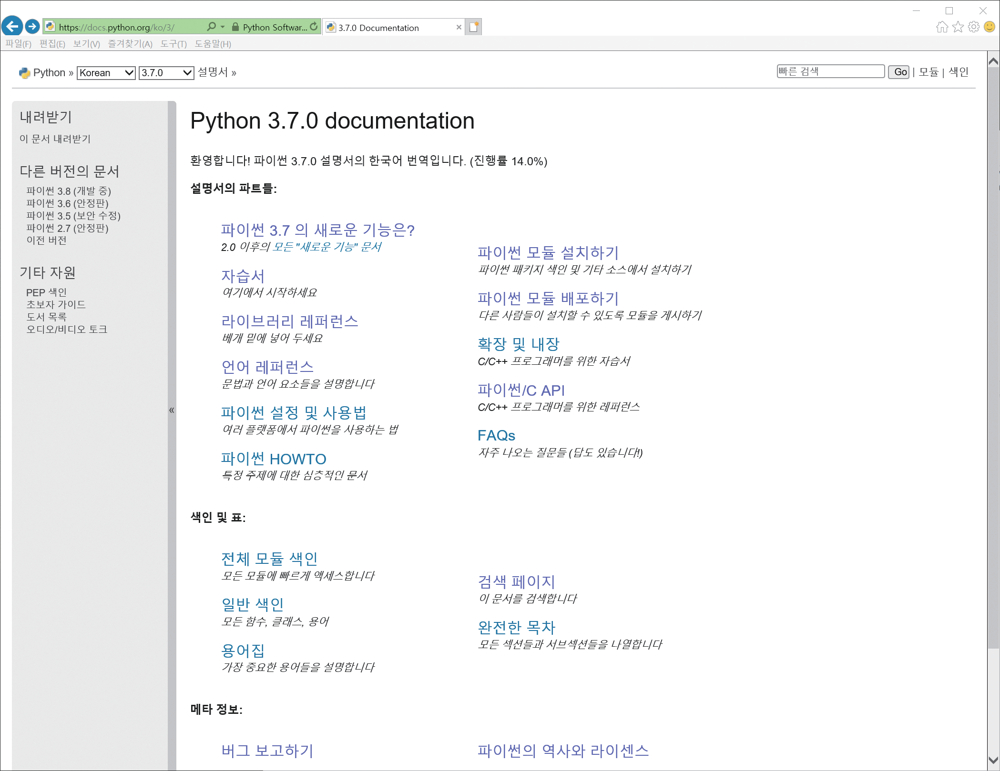 https://docs.python.org/ko/3/
Python Softwar...
3.7.0 Documentation
파일(F) 편집(E) 보기(V) 즐겨찾기(A) 도구(T) 도움말(H)
Python » Korean 3.7.0 설명서 »
빠른 검색 Go | 모듈 | 색인
내려받기
이 문서 내려받기
다른 버전의 문서
파이썬 3.8 (개발 중)
파이썬 3.6 (안정판)
파이썬 3.5 (보안 수정)
파이썬 2.7 (안정판)
이전 버전
기타 자원
PEP 색인
초보자 가이드
도서 목록
오디오/비디오 토크
«
Python 3.7.0 documentation
환영합니다! 파이썬 3.7.0 설명서의 한국어 번역입니다. (진행률 14.0%)
설명서의 파트들:
파이썬 3.7 의 새로운 기능은?
2.0 이후의 모든 "새로운 기능" 문서
자습서
여기에서 시작하세요
라이브러리 레퍼런스
베개 밑에 넣어 두세요
언어 레퍼런스
문법과 언어 요소들을 설명합니다
파이썬 설정 및 사용법
여러 플랫폼에서 파이썬을 사용하는 법
파이썬 HOWTO
특정 주제에 대한 심층적인 문서
파이썬 모듈 설치하기
파이썬 패키지 색인 및 기타 소스에서 설치하기
파이썬 모듈 배포하기
다른 사람들이 설치할 수 있도록 모듈을 게시하기
확장 및 내장
C/C++ 프로그래머를 위한 자습서
파이썬/C API
C/C++ 프로그래머를 위한 레퍼런스
FAQs
자주 나오는 질문들 (답도 있습니다!)
색인 및 표:
전체 모듈 색인
모든 모듈에 빠르게 액세스합니다
일반 색인
모든 함수, 클래스, 용어
용어집
가장 중요한 용어들을 설명합니다
검색 페이지
이 문서를 검색합니다
완전한 목차
모든 섹션들과 서브섹션들을 나열합니다
메타 정보:
버그 보고하기
파이썬의 역사와 라이센스